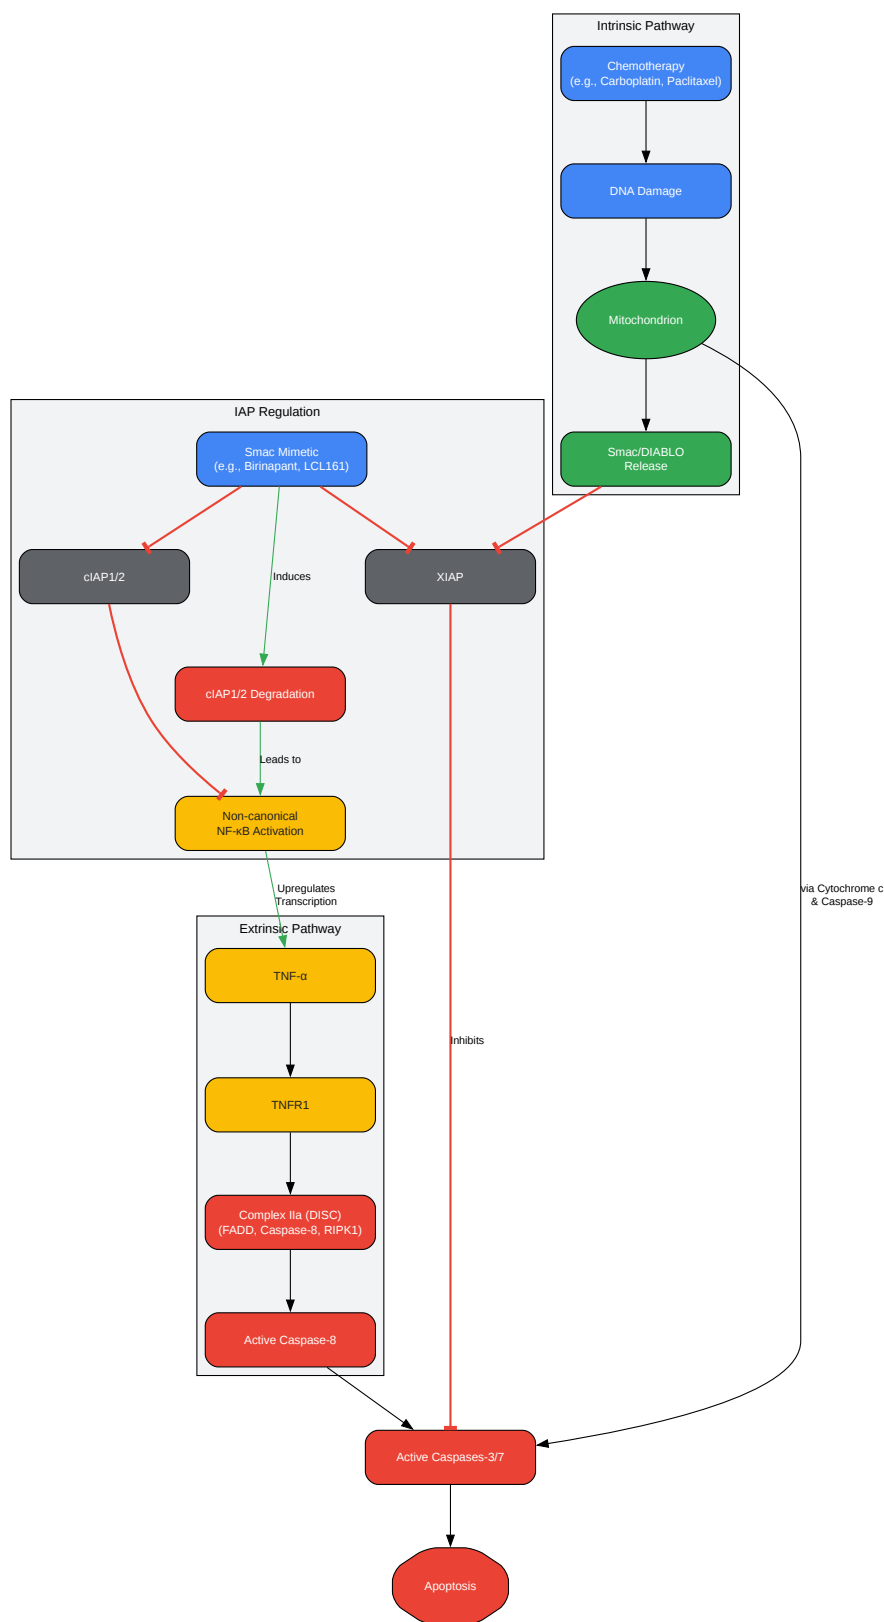 Intrinsic Pathway
Chemotherapy
(e.g., Carboplatin, Paclitaxel)
DNA Damage
Mitochondrion
Smac/DIABLO
Release
IAP Regulation
Smac Mimetic
(e.g., Birinapant, LCL161)
cIAP1/2
Induces
XIAP
cIAP1/2 Degradation
Leads to
Non-canonical
NF-κB Activation
Upregulates
Transcription
via Cytochrome c
& Caspase-9
Extrinsic Pathway
TNF-α
Inhibits
TNFR1
Complex IIa (DISC)
(FADD, Caspase-8, RIPK1)
Active Caspase-8
Active Caspases-3/7
Apoptosis